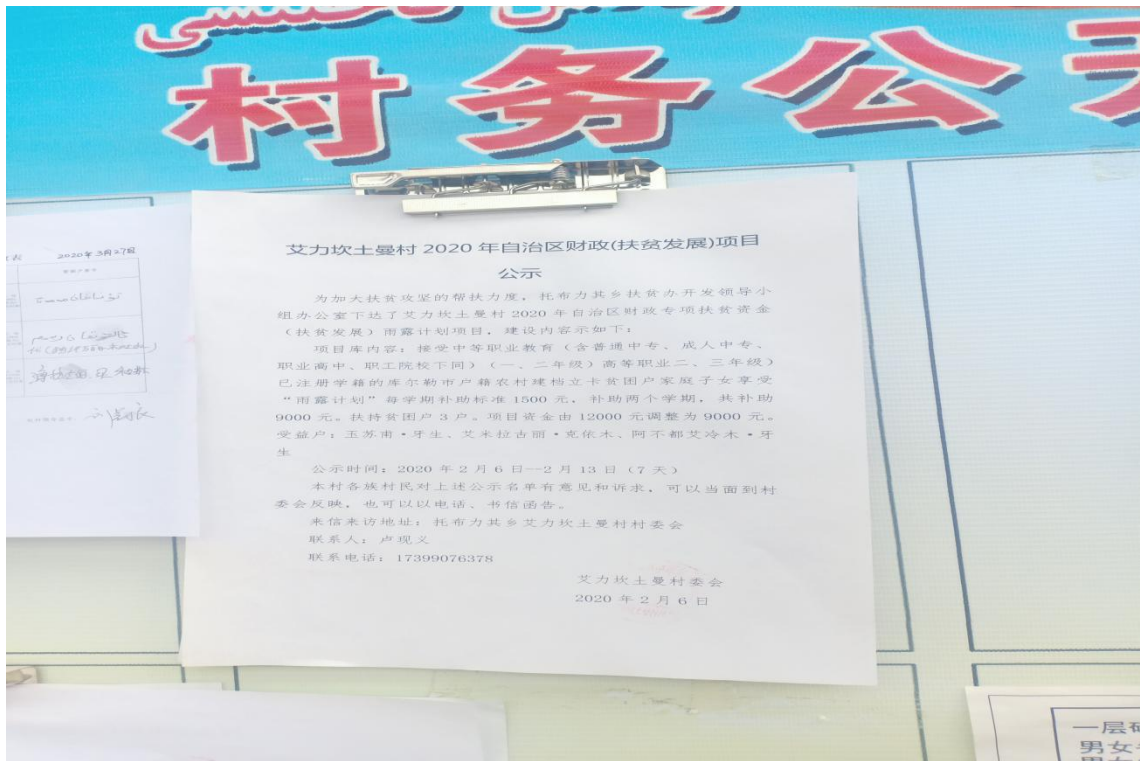 村务公
2020年3月27日
艾力坎土曼村 2020 年自治区财政(扶贫发展)项目
公示
为加大扶贫攻坚的帮扶力度，托布力其乡扶贫办开发领导小
组办公室下达了艾力坎土曼村 2020 年自治区财政专项扶贫资金
（扶贫发展）雨露计划项目，建设内容示如下：
项目库内容：接受中等职业教育（含普通中专、成人中专、
职业高中、职工院校下同）（一、二年级）高等职业二、三年级）
已注册学籍的库尔勒市户籍农村建档立卡贫困户家庭子女享受
“雨露计划”每学期补助标准 1500 元，补助两个学期，共补助
9000 元。扶持贫困户 3 户。项目资金由 12000 元调整为 9000 元。
受益户：玉苏甫·牙生、艾米拉古丽·克依木、阿不都艾冷木·牙
生
公示时间：2020 年 2 月 6 日--2 月 13 日（7 天）
本村各族村民对上述公示名单有意见和诉求，可以当面到村
委会反映，也可以以电话、书信函告。
来信来访地址：托布力其乡艾力坎土曼村村委会
联系人：卢现义
联系电话：17399076378
艾力坎土曼村委会
2020 年 2 月 6 日
一层
男女